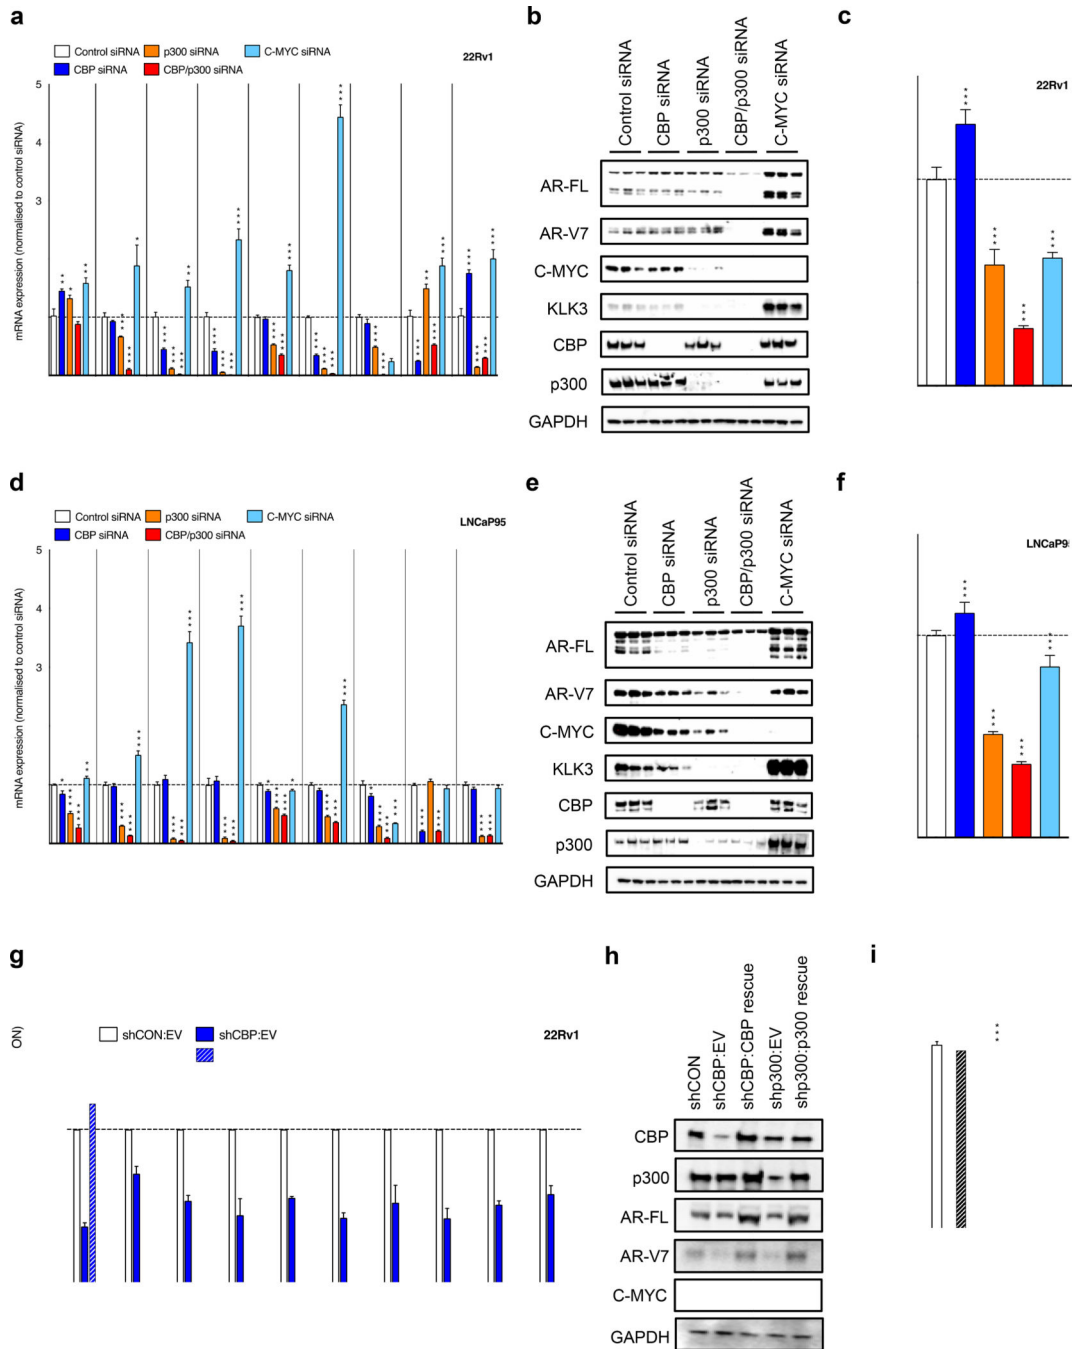 a
Control siRNA p300 siRNA C-MYC siRNA
CBP siRNA CBP/p300 siRNA
22Rv1
mRNA expression (normalised to control siRNA)
5
4
3
b
Control siRNA
CBP siRNA
p300 siRNA
CBP/p300 siRNA
C-MYC siRNA
AR-FL
AR-V7
C-MYC
KLK3
CBP
p300
GAPDH
c
22Rv1
d
Control siRNA p300 siRNA C-MYC siRNA
CBP siRNA CBP/p300 siRNA
LNCaP95
mRNA expression (normalised to control siRNA)
5
4
3
e
Control siRNA
CBP siRNA
p300 siRNA
CBP/p300 siRNA
C-MYC siRNA
AR-FL
AR-V7
C-MYC
KLK3
CBP
p300
GAPDH
f
LNCaP9
g
ON)
shCON:EV shCBP:EV
22Rv1
h
shCON
shCBP:EV
shCBP:CBP rescue
shp300:EV
shp300:p300 rescue
CBP
p300
AR-FL
AR-V7
C-MYC
GAPDH
i